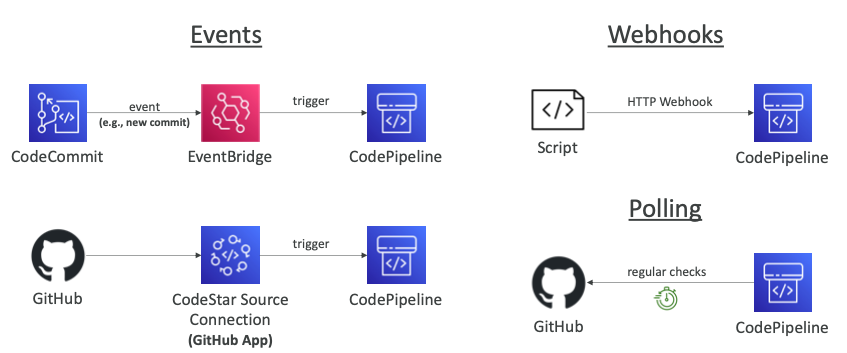 Events
CodeCommit
event
(e.g., new commit)
EventBridge
trigger
CodePipeline
GitHub
CodeStar Source
Connection
(GitHub App)
trigger
CodePipeline
Webhooks
</>
Script
HTTP Webhook
CodePipeline
Polling
GitHub
regular checks
CodePipeline